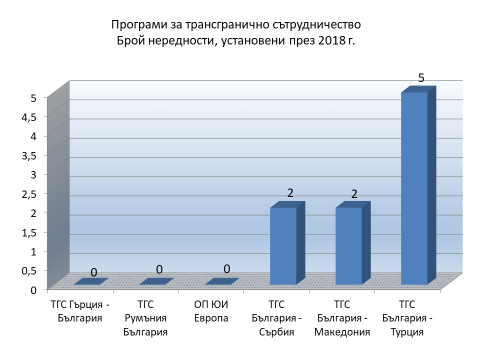 Програми за трансгранично сътрудничество
Брой нередности, установени през 2018 г.
5
4,5
4
3,5
3
2,5
2
1,5
1
0,5
0
0
0
0
2
2
5
ТГС Гърция -
България
ТГС
Румъния
България
ОП ЮИ
Европа
ТГС
България -
Сърбия
ТГС
България -
Македония
ТГС
България -
Турция